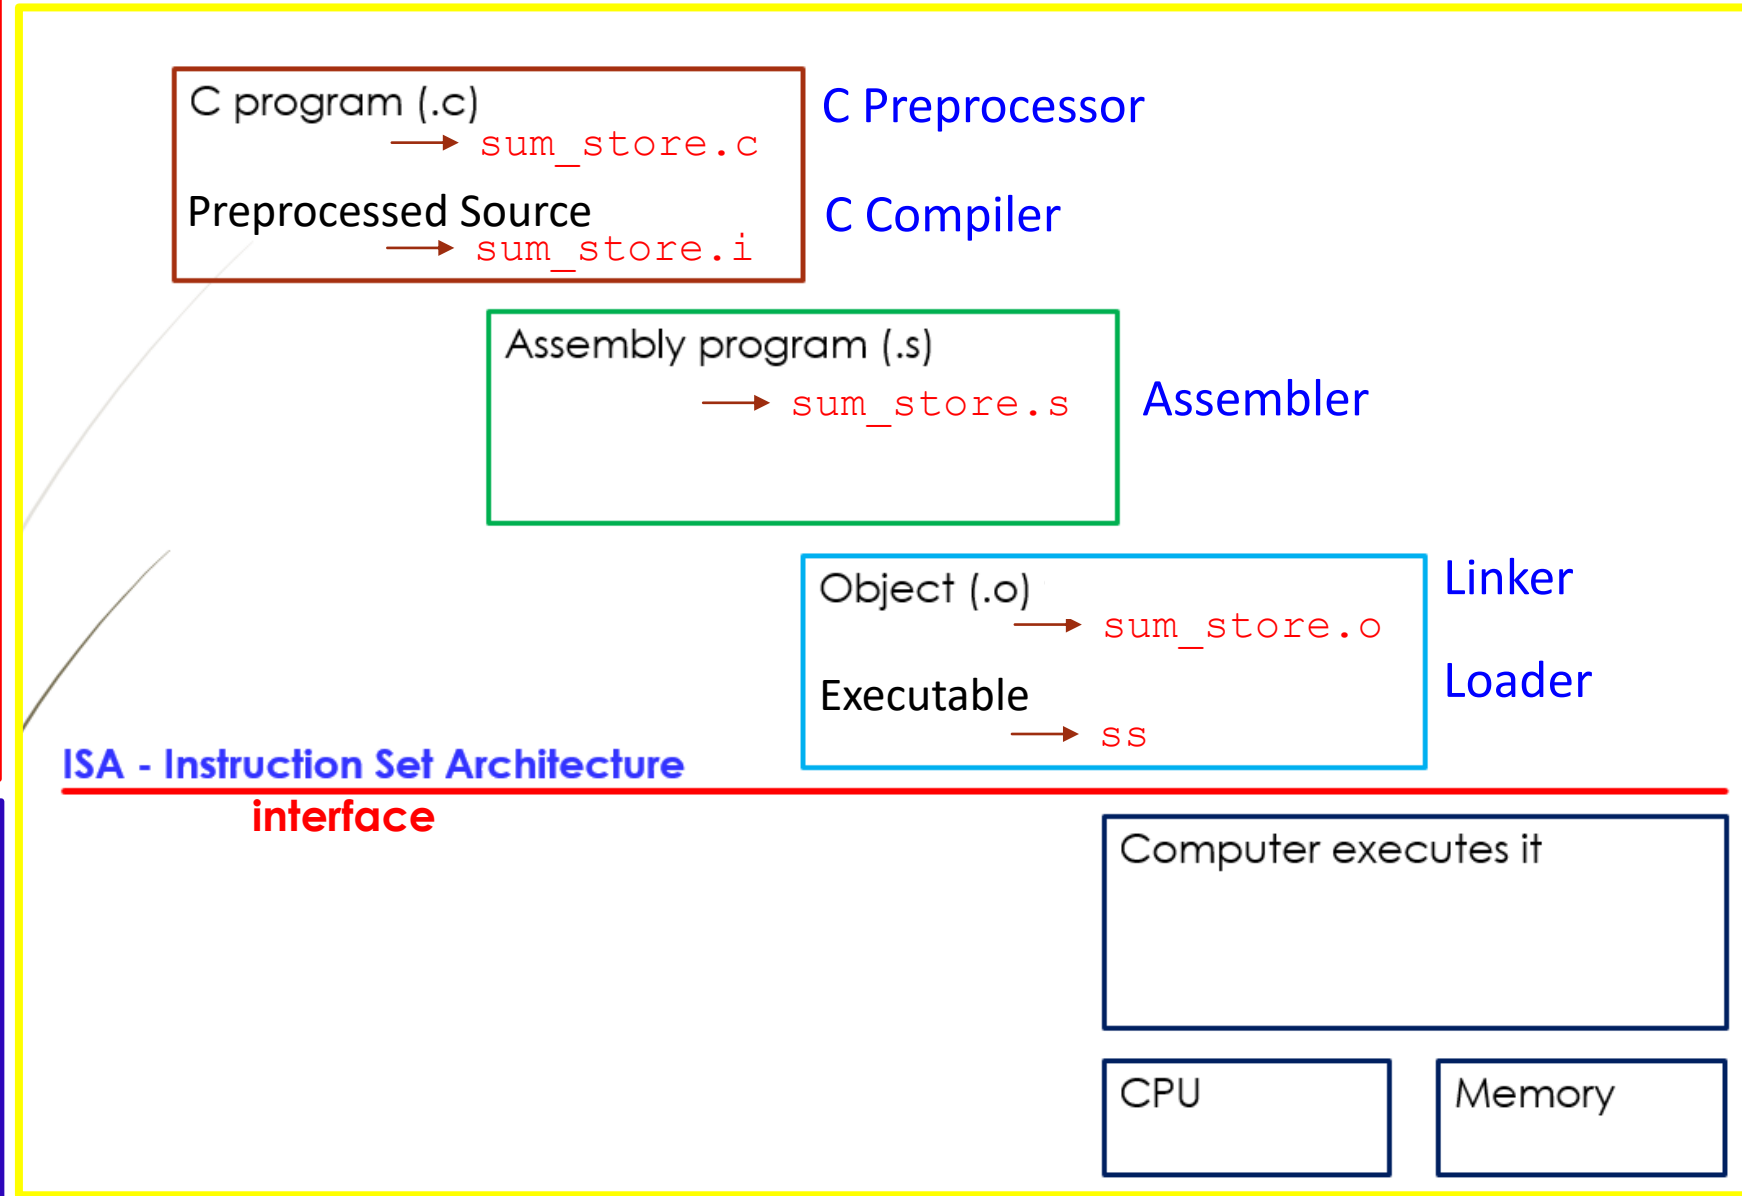 C program (.c)
C Preprocessor
sum_store.c
Preprocessed Source
C Compiler
sum_store.i
Assembly program (.s)
sum_store.s
Assembler
Object (.o)
Linker
sum_store.o
Executable
Loader
ss
ISA - Instruction Set Architecture
interface
Computer executes it
CPU
Memory